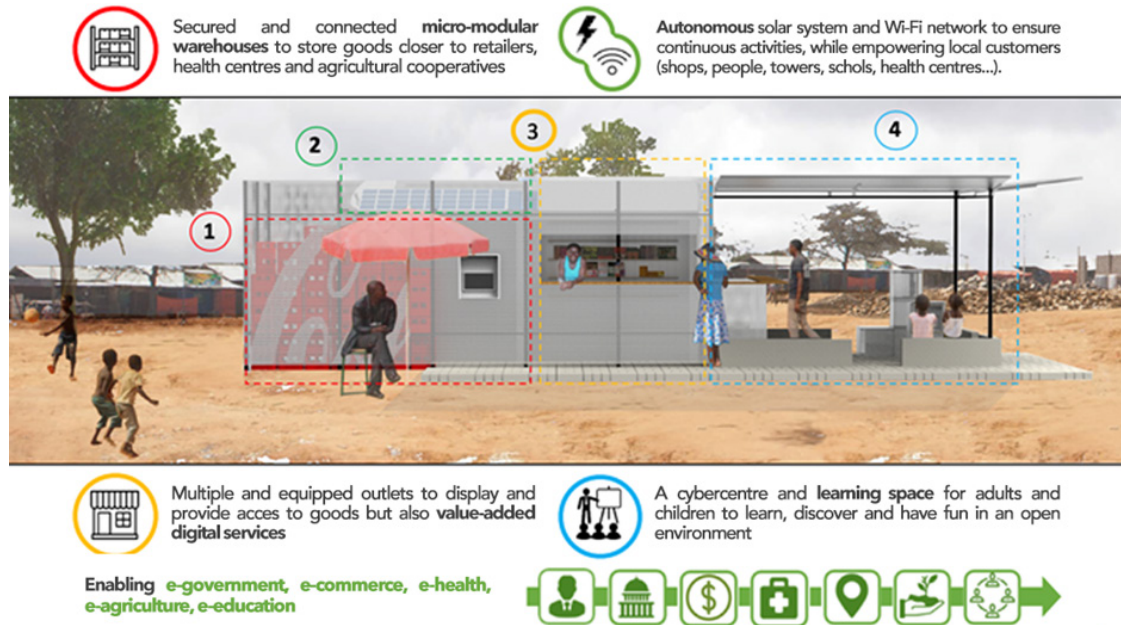 Secured and connected micro-modular
warehouses to store goods closer to retailers,
health centres and agricultural cooperatives
Autonomous solar system and Wi-Fi network to ensure
continuous activities, while empowering local customers
(shops, people, towers, schols, health centres...).
1
2
3
4
Multiple and equipped outlets to display and
provide acces to goods but also value-added
digital services
A cybercentre and learning space for adults and
children to learn, discover and have fun in an open
environment
Enabling e-government, e-commerce, e-health,
e-agriculture, e-education
$